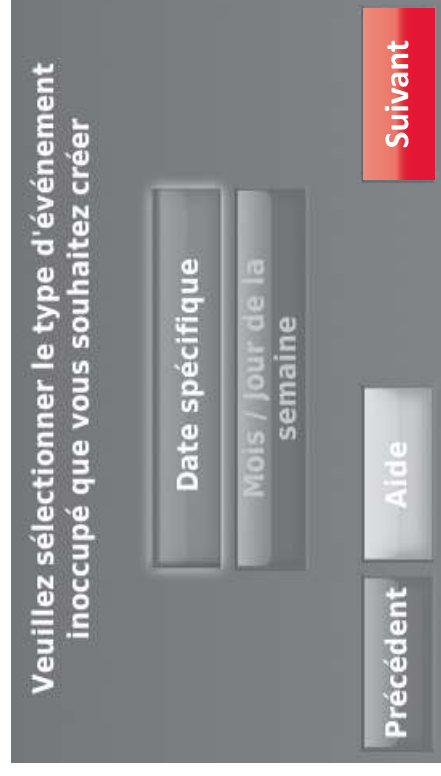 Veuillez sélectionner le type d'événement
inoccupé que vous souhaitez créer
Date spécifique
Mois / Jour de la
semaine
Précédent
Aide
Suivant